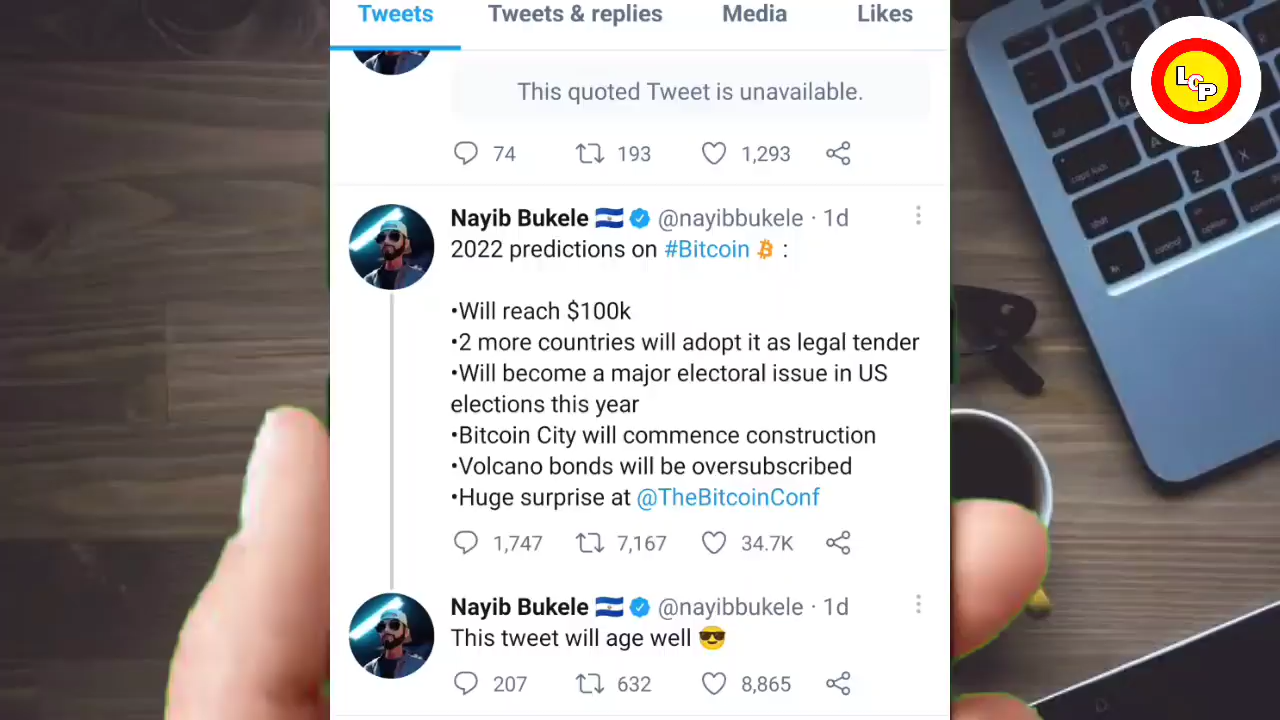 Tweets Tweets & replies Media Likes
LCP
This quoted Tweet is unavailable.
74 193 1,293
Nayib Bukele 🇸🇻 @nayibbukele · 1d
2022 predictions on #Bitcoin ₿ :
•Will reach $100k
•2 more countries will adopt it as legal tender
•Will become a major electoral issue in US
elections this year
•Bitcoin City will commence construction
•Volcano bonds will be oversubscribed
•Huge surprise at @TheBitcoinConf
1,747 7,167 34.7K
Nayib Bukele 🇸🇻 @nayibbukele · 1d
This tweet will age well 😎
207 632 8,865